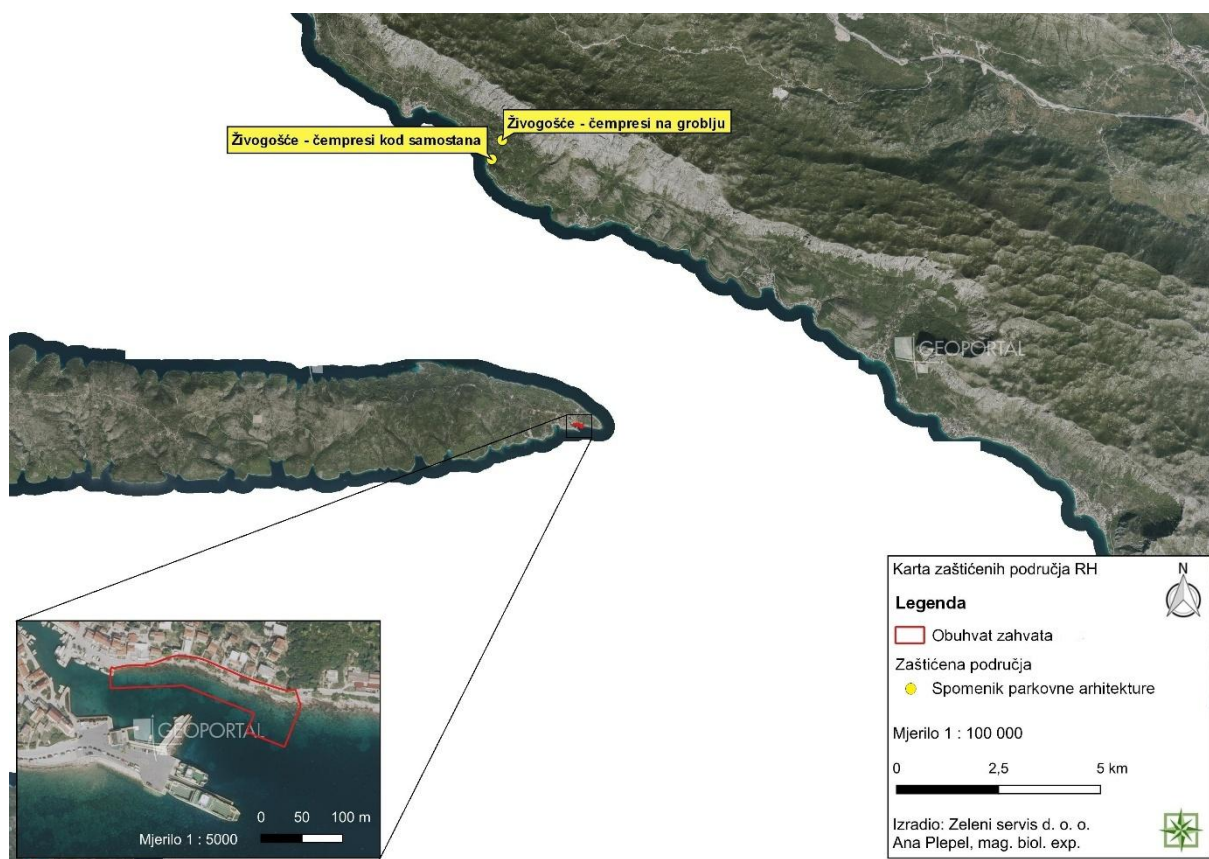 Živogošće - čempresi na groblju
Živogošće - čempresi kod samostana
GEOPORTAL
GEOPORTAL
0 50 100 m
Mjerilo 1 : 5000
Karta zaštićenih područja RH
N
Legenda
Obuhvat zahvata
Zaštićena područja
Spomenik parkovne arhitekture
Mjerilo 1 : 100 000
0 2,5 5 km
Izradio: Zeleni servis d. o. o.
Ana Plepel, mag. biol. exp.